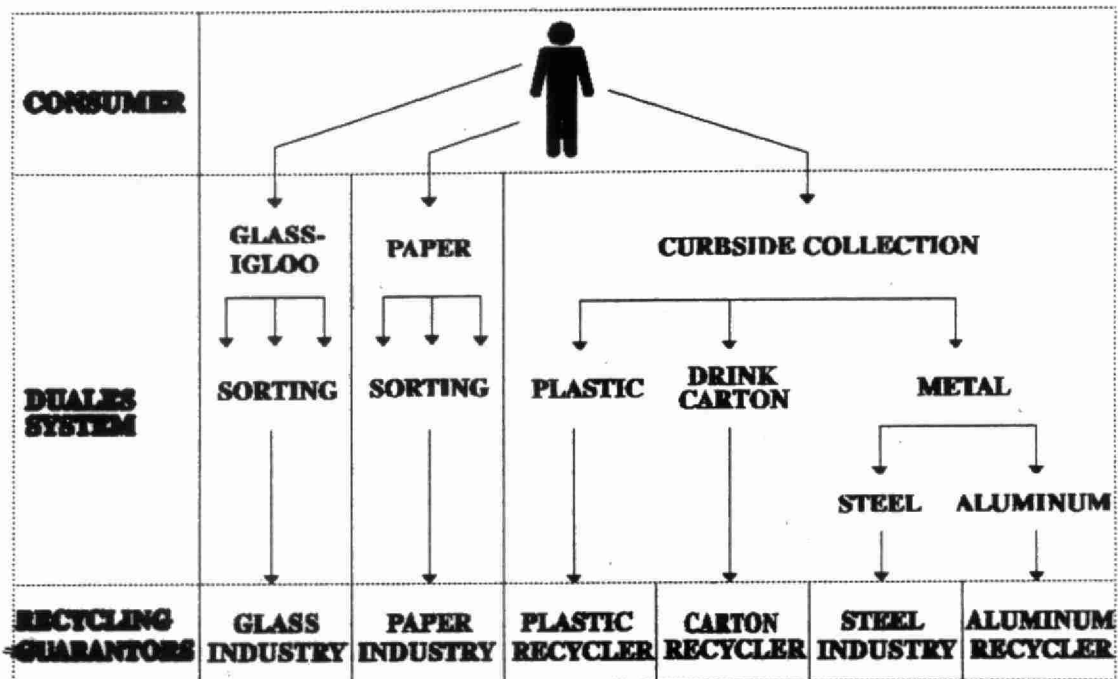 CONSUMER
GLASS-
IGLOO
PAPER
CURBSIDE COLLECTION
DUALES
SYSTEM
SORTING
SORTING
PLASTIC
DRINK
CARTON
METAL
STEEL
ALUMINUM
RECYCLING
GUARANTORS
GLASS
INDUSTRY
PAPER
INDUSTRY
PLASTIC
RECYCLER
CARTON
RECYCLER
STEEL
INDUSTRY
ALUMINUM
RECYCLER